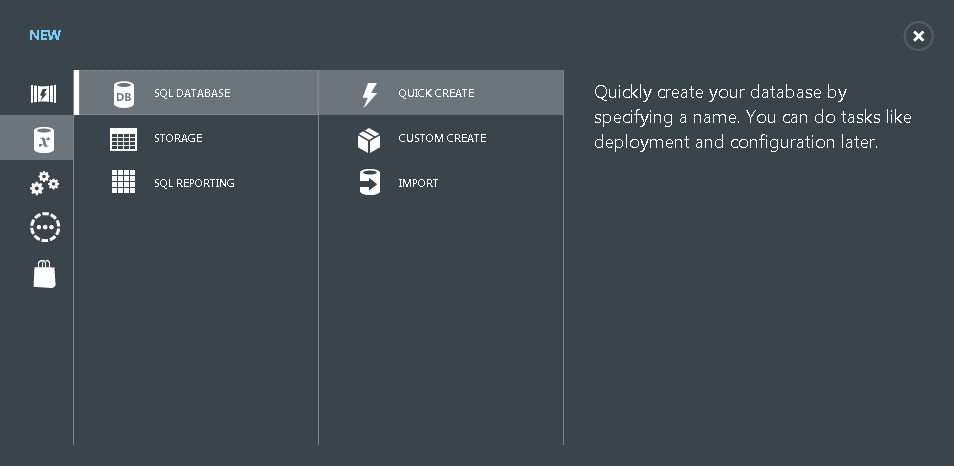 NEW
SQL DATABASE
STORAGE
SQL REPORTING
QUICK CREATE
CUSTOM CREATE
IMPORT
Quickly create your database by
specifying a name. You can do tasks like
deployment and configuration later.
DB
x